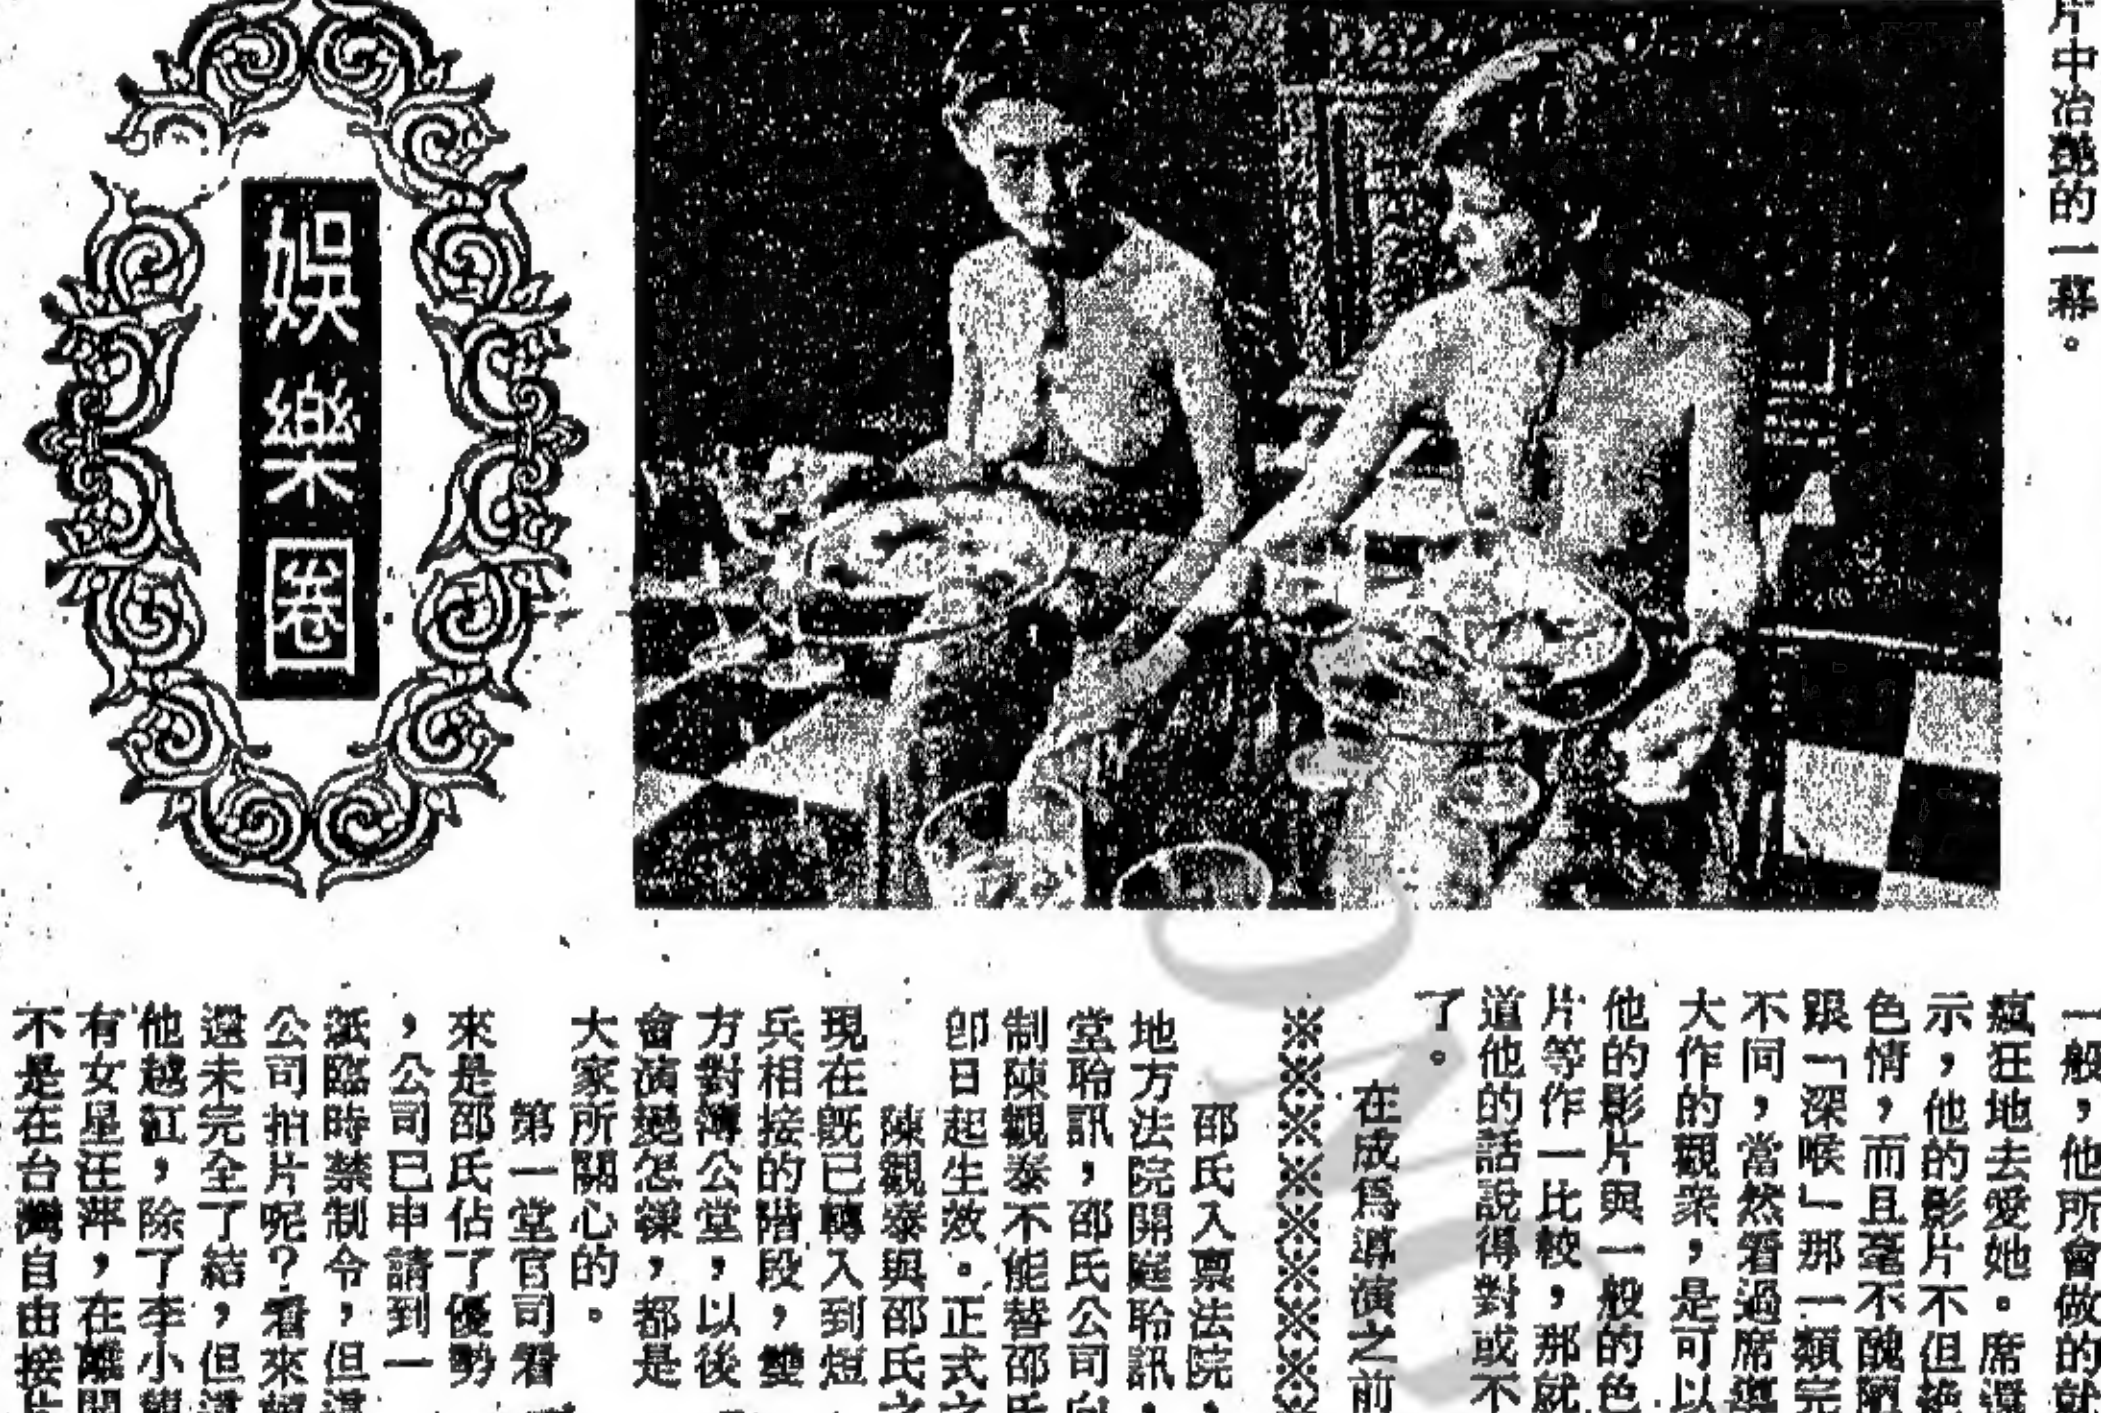 片中冶艷的一幕。
娛樂圈
一般，他所會做的就
瘋狂地去愛她。席還
示，他的影片不但絕
色情，而且毫不醜陋
跟「深喉」那一類完
不同，當然看過席導
大作的觀衆，是可以
他的影片與一般的色
片等作一比較，那就
道他的話說得對或不
了。
在成爲導演之前
※※※※※※※※
邵氏入禀法院，
地方法院開庭聆訊，
堂聆訊，邵氏公司向
制陳觀泰不能替邵氏
卽日起生效。正式之
陳觀泰與邵氏之
現在旣已轉入到短
兵相接的階段，雙
方對簿公堂，以後
會演變怎樣，都是
大家所關心的。
第一堂官司看
來是邵氏佔了優勢
，公司已申請到一
紙臨時禁制令，但
公司拍片呢？看來
還未完全了結，但
他越缸，除了李小龍
有女星汪萍，在離開
不是在台灣自由接片